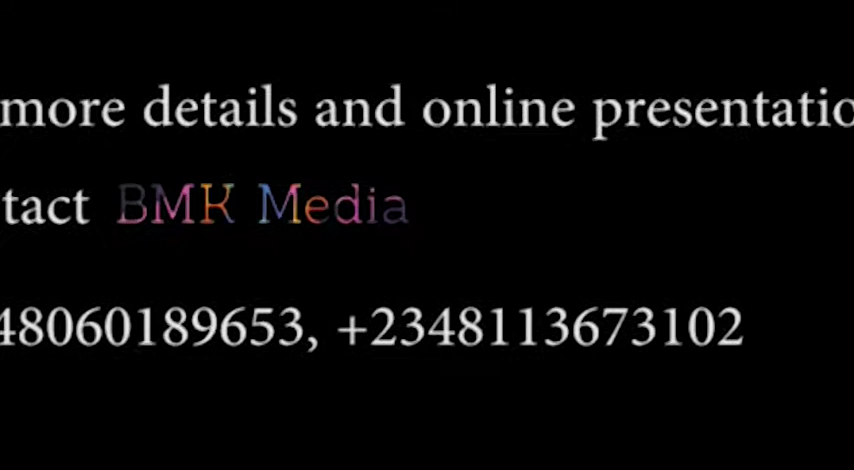 more details and online presentatio
tact BMK Media
48060189653, +2348113673102